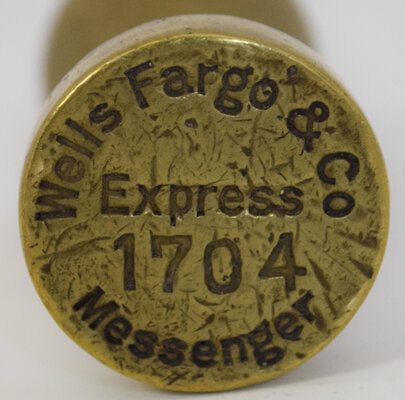 Wells Fargo & Co
Express
1704
Messenger